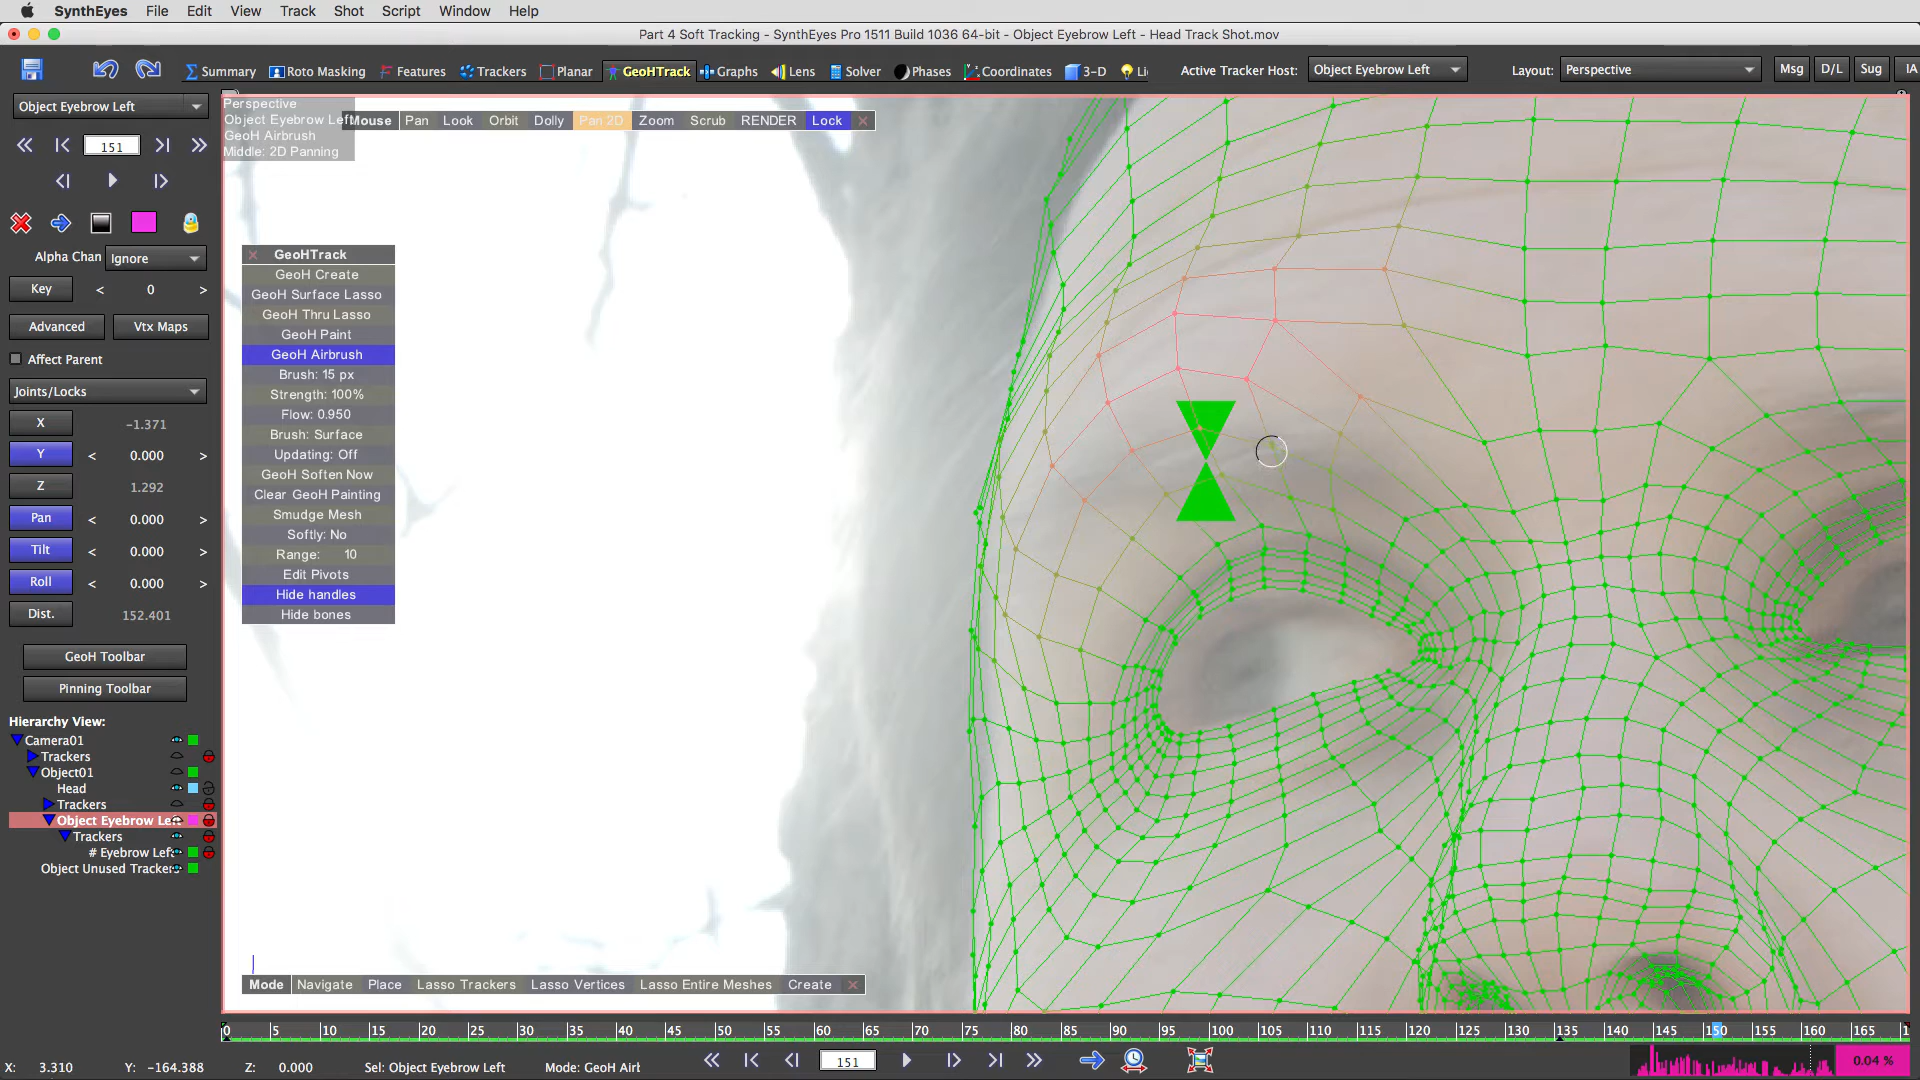 SynthEyes File Edit View Track Shot Script Window Help
Part 4 Soft Tracking - SynthEyes Pro 1511 Build 1036 64-bit - Object Eyebrow Left - Head Track Shot.mov
Summary Roto Masking Features Trackers Planar GeoHTrack Graphs Lens Solver Phases Coordinates 3-D Li Active Tracker Host: Object Eyebrow Left Layout: Perspective Msg D/L Sug IA
Object Eyebrow Left
Perspective
Object Eyebrow Left
GeoH Airbrush
Middle: 2D Panning
Mouse Pan Look Orbit Dolly Pan 2D Zoom Scrub RENDER Lock
151
Alpha Chan Ignore
Key < 0 >
Advanced Vtx Maps
Affect Parent
Joints/Locks
X -1.371
Y < 0.000 >
Z 1.292
Pan < 0.000 >
Tilt < 0.000 >
Roll < 0.000 >
Dist. 152.401
GeoH Toolbar
Pinning Toolbar
Hierarchy View:
Camera01
Trackers
Object01
Head
Trackers
Object Eyebrow Left
Trackers
# Eyebrow Left
Object Unused Trackers
GeoHTrack
GeoH Create
GeoH Surface Lasso
GeoH Thru Lasso
GeoH Paint
GeoH Airbrush
Brush: 15 px
Strength: 100%
Flow: 0.950
Brush: Surface
Updating: Off
GeoH Soften Now
Clear GeoH Painting
Smudge Mesh
Softly: No
Range: 10
Edit Pivots
Hide handles
Hide bones
Mode Navigate Place Lasso Trackers Lasso Vertices Lasso Entire Meshes Create
0 5 10 15 20 25 30 35 40 45 50 55 60 65 70 75 80 85 90 95 100 105 110 115 120 125 130 135 140 145 150 155 160 165 1
X: 3.310 Y: -164.388 Z: 0.000 Sel: Object Eyebrow Left Mode: GeoH Airl 151 0.04 %